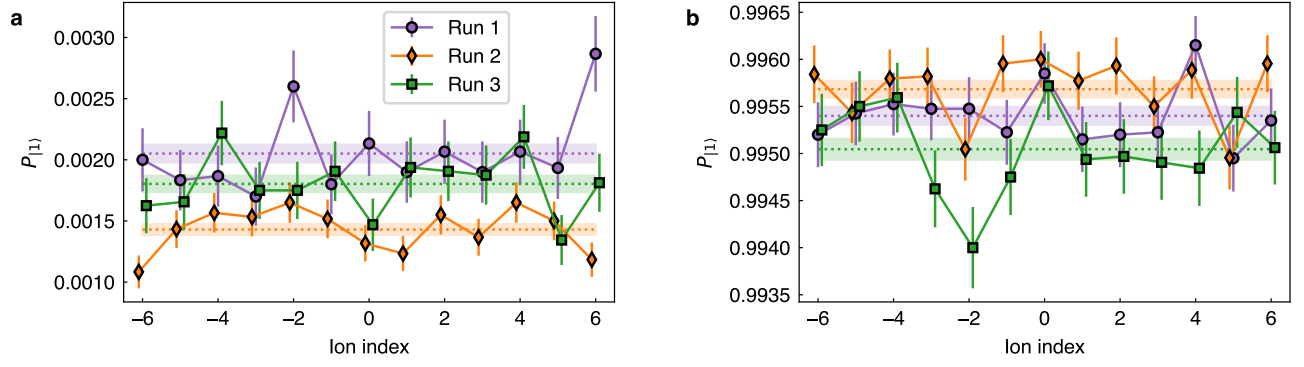 a
0.0030
0.0025
0.0020
0.0015
0.0010
P|1⟩
−6 −4 −2 0 2 4 6
Ion index
Run 1
Run 2
Run 3
b
0.9965
0.9960
0.9955
0.9950
0.9945
0.9940
0.9935
P|1⟩
−6 −4 −2 0 2 4 6
Ion index